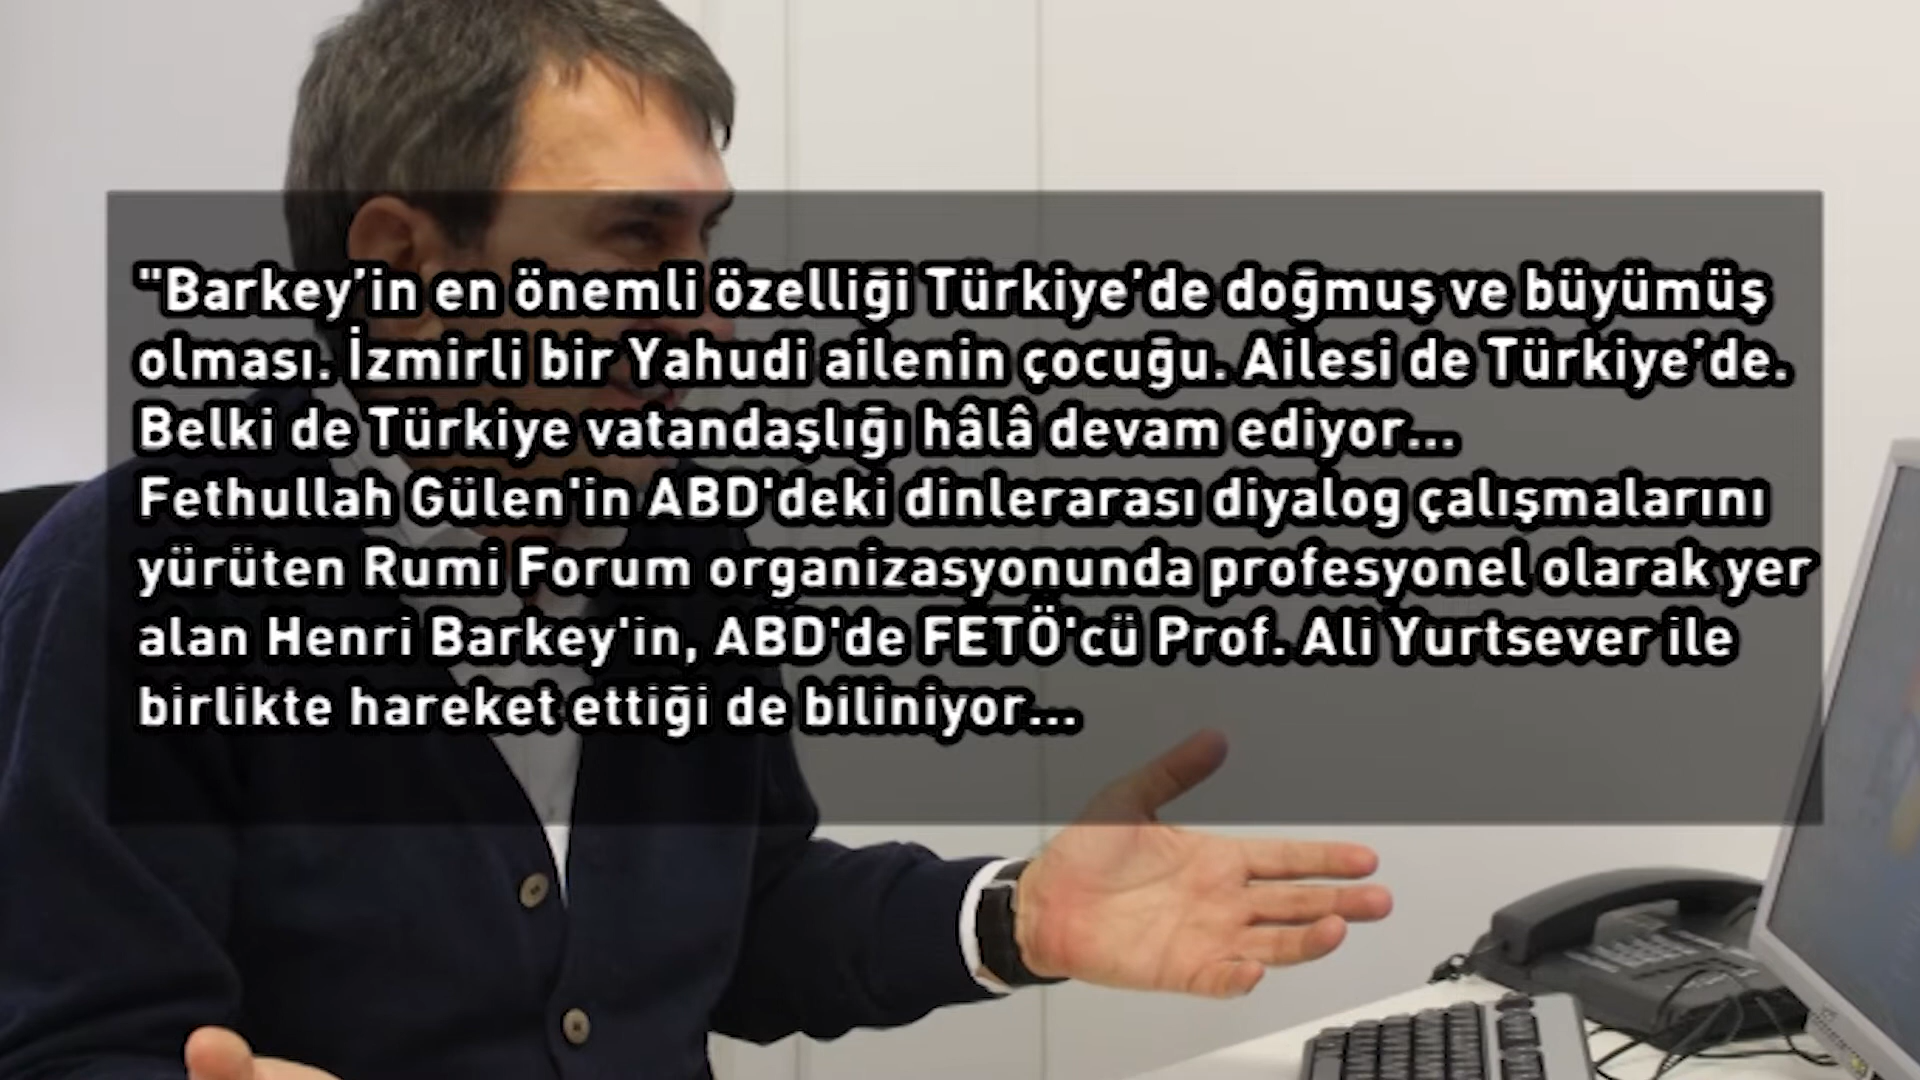 "Barkey'in en önemli özelliği Türkiye'de doğmuş ve büyümüş
olması. İzmirli bir Yahudi ailenin çocuğu. Ailesi de Türkiye'de.
Belki de Türkiye vatandaşlığı hâlâ devam ediyor...
Fethullah Gülen'in ABD'deki dinlerarası diyalog çalışmalarını
yürüten Rumi Forum organizasyonunda profesyonel olarak yer
alan Henri Barkey'in, ABD'de FETÖ'cü Prof. Ali Yurtsever ile
birlikte hareket ettiği de biliniyor...